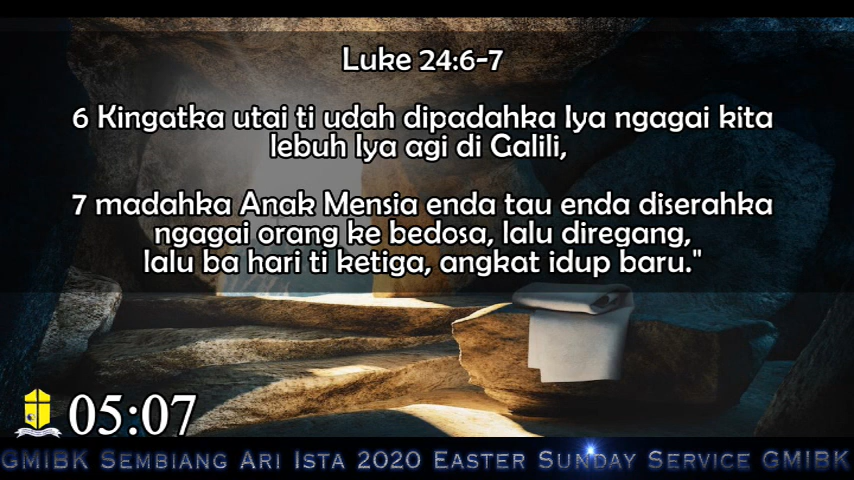 Luke 24:6-7
6 Kingatka utai ti udah dipadahka Iya ngagai kita
lebuh Iya agi di Galili,
7 madahka Anak Mensia enda tau enda diserahka
ngagai orang ke bedosa, lalu diregang,
lalu ba hari ti ketiga, angkat idup baru."
05:07
GMIBK Sembiang Ari Ista 2020 Easter Sunday Service GMIBK